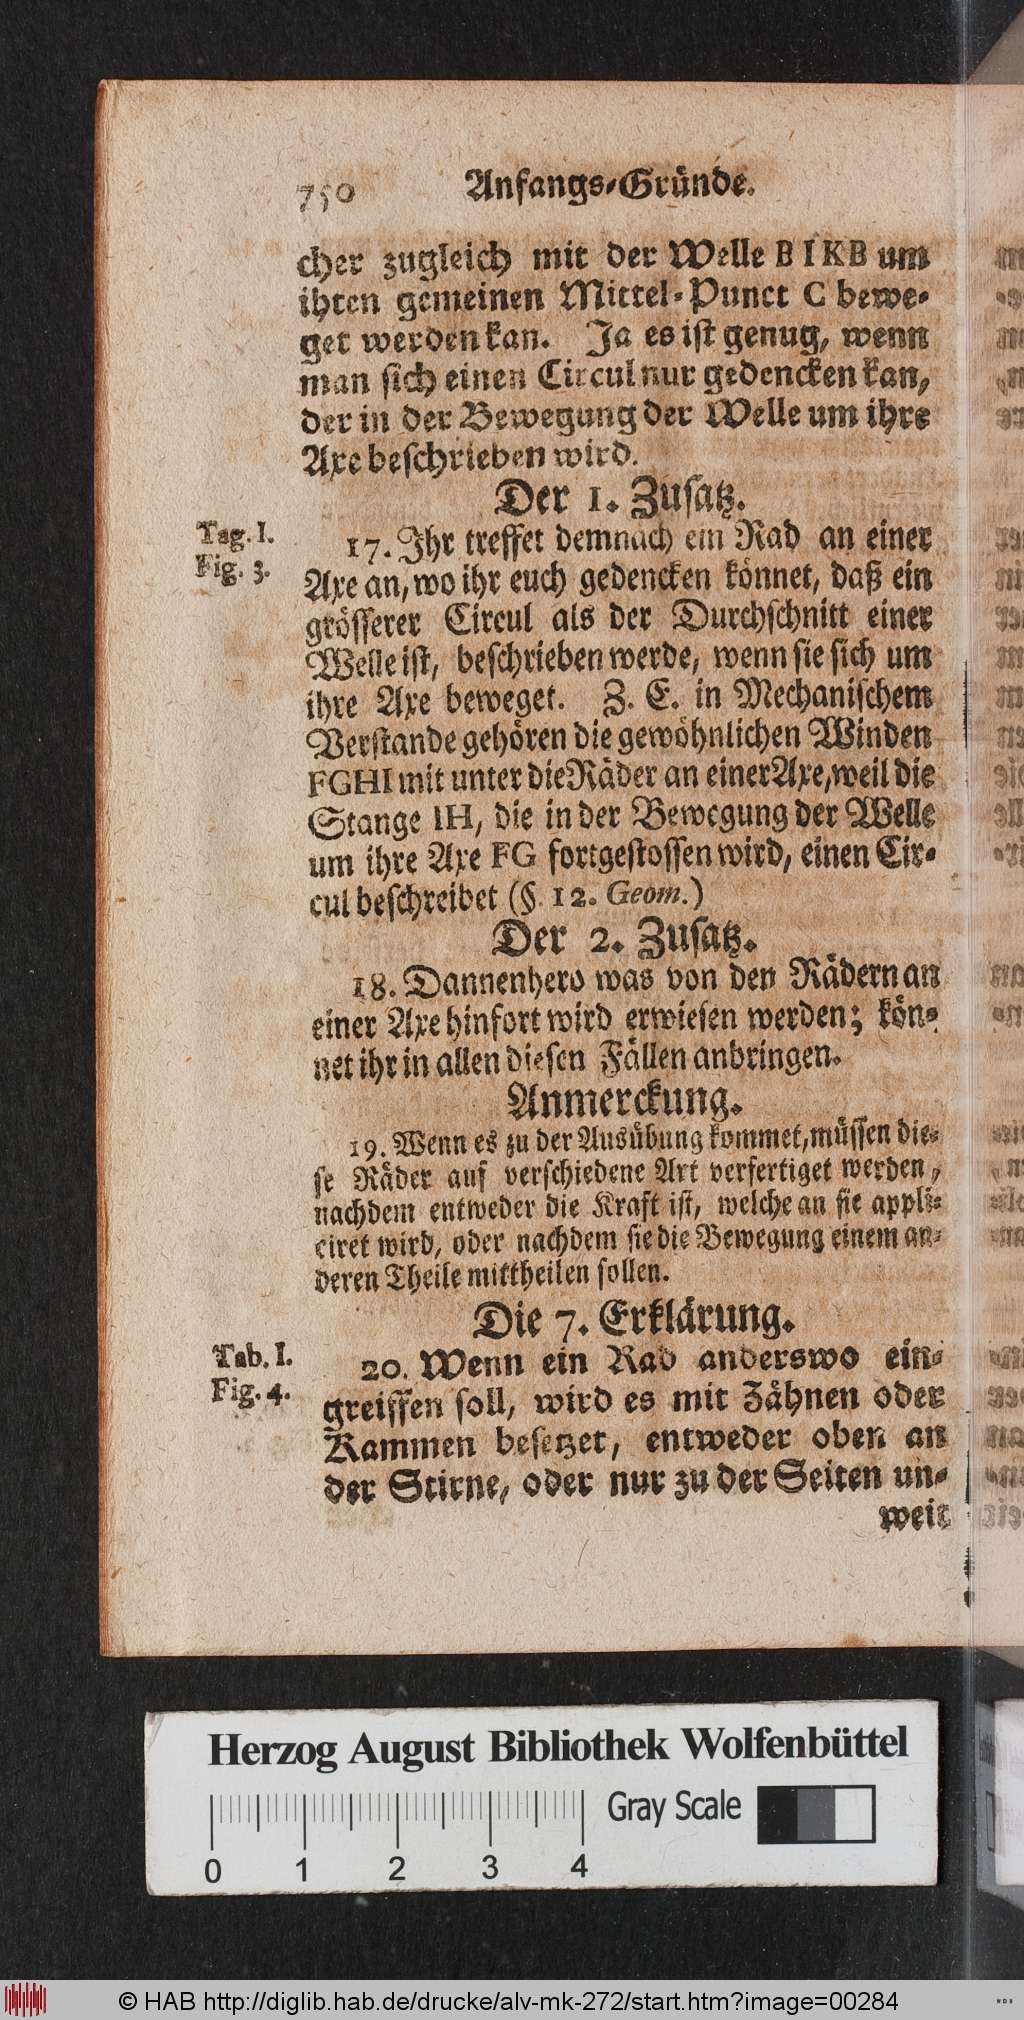 750 Anfangs-Gründe.
cher zugleich mit der Welle BIKB um
ihren gemeinen Mittel-Punct C bewe-
get werden kan. Ja es ist genug, wenn
man sich einen Circul nur gedencken kan,
der in der Bewegung der Welle um ihre
Axe beschrieben wird.
Der 1. Zusatz.
Tag. I.
Fig. 3.
17. Ihr treffet demnach ein Rad an einer
Axe an, wo ihr euch gedencken könnet, daß ein
grösserer Circul als der Durchschnitt einer
Welle ist, beschrieben werde, wenn sie sich um
ihre Axe beweget. Z. E. in Mechanischem
Verstande gehören die gewöhnlichen Winden
FGHI mit unter die Räder an einer Axe, weil die
Stange IH, die in der Bewegung der Welle
um ihre Axe FG fortgestossen wird, einen Cir-
cul beschreibet (§. 12. Geom.)
Der 2. Zusatz.
18. Dannenhero was von den Rädern an
einer Axe hinfort wird erwiesen werden; kön-
net ihr in allen diesen Fällen anbringen.
Anmerckung.
19. Wenn es zu der Ausübung kommet, müssen die-
se Räder auf verschiedene Art verfertiget werden,
nachdem entweder die Kraft ist, welche an sie appli-
ciret wird, oder nachdem sie die Bewegung einem an-
deren Theile mittheilen sollen.
Die 7. Erklärung.
Tab. I.
Fig. 4.
20. Wenn ein Rad anderswo ein-
greiffen soll, wird es mit Zähnen oder
Kammen besetzet, entweder oben an
der Stirne, oder nur zu der Seiten un-
weit
Herzog August Bibliothek Wolfenbüttel
Gray Scale
0 1 2 3 4
© HAB http://diglib.hab.de/drucke/alv-mk-272/start.htm?image=00284